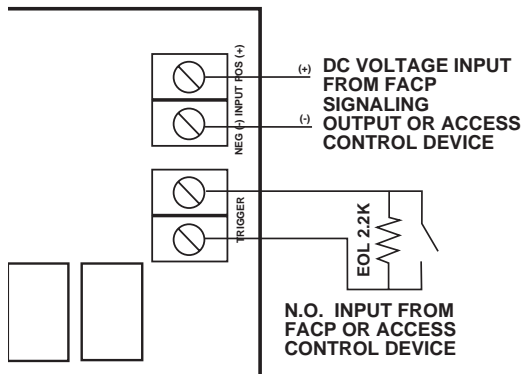 NEG (-) INPUT POS (+)
(+) DC VOLTAGE INPUT
FROM FACP
SIGNALING
(-) OUTPUT OR ACCESS
CONTROL DEVICE
TRIGGER
EOL 2.2K
N.O. INPUT FROM
FACP OR ACCESS
CONTROL DEVICE